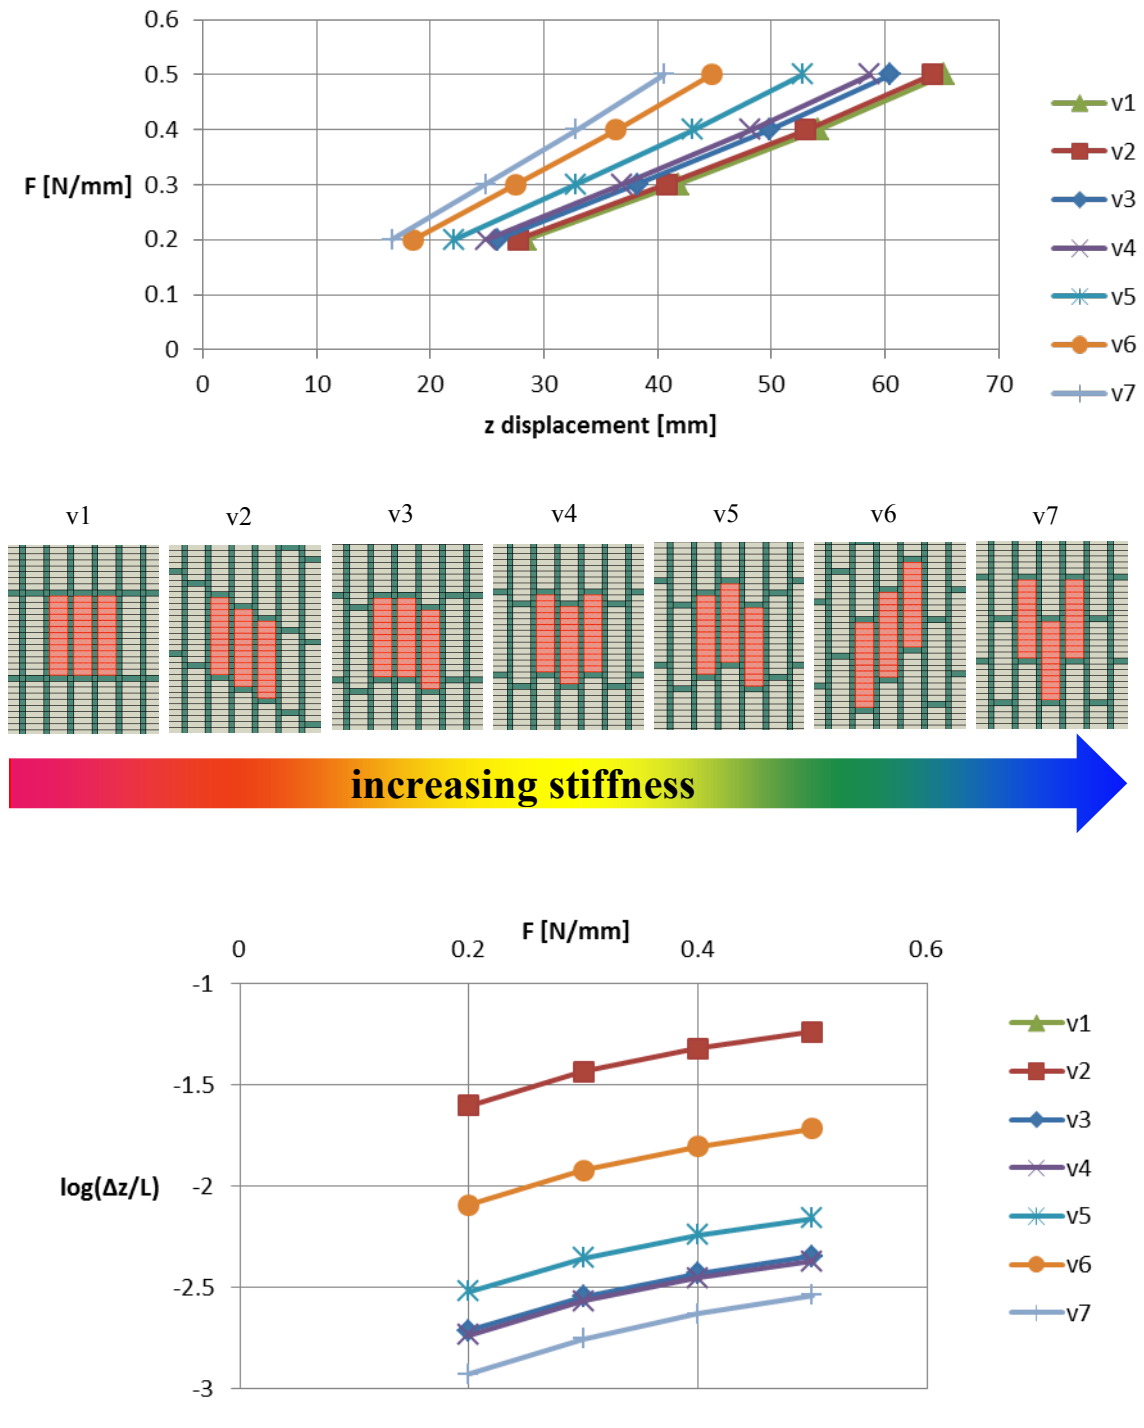 0.6
0.5
0.4
F [N/mm] 0.3
0.2
0.1
0
0 10 20 30 40 50 60 70
z displacement [mm]
v1
v2
v3
v4
v5
v6
v7
v1 v2 v3 v4 v5 v6 v7
increasing stiffness
F [N/mm]
0 0.2 0.4 0.6
-1
-1.5
log(Δz/L) -2
-2.5
-3
v1
v2
v3
v4
v5
v6
v7